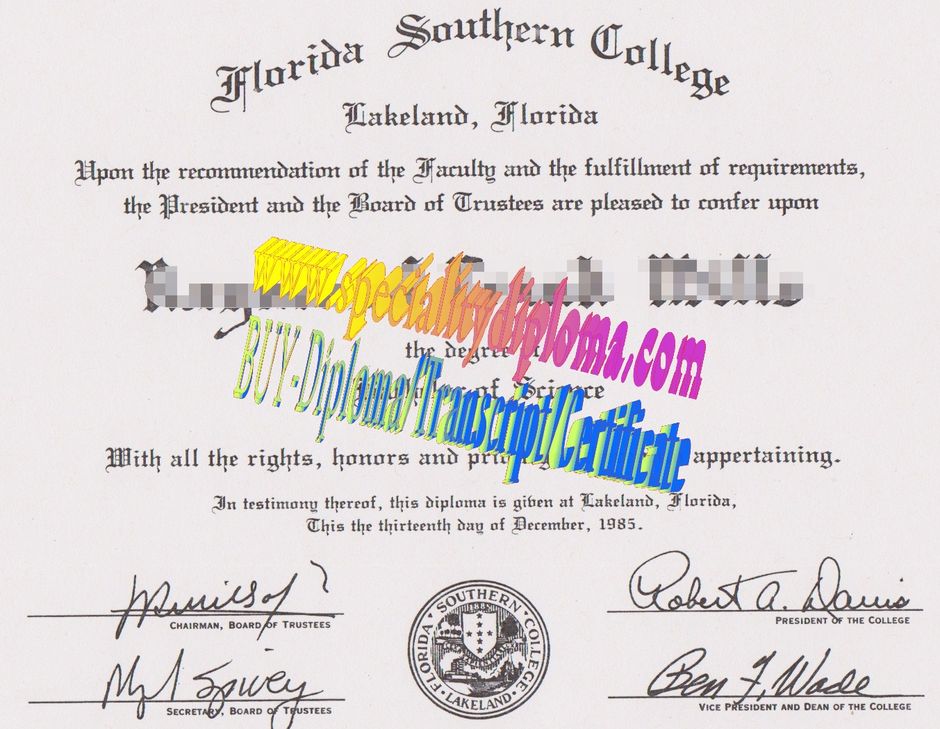 Florida Southern College
Lakeland, Florida
Upon the recommendation of the Faculty and the fulfillment of requirements,
the President and the Board of Trustees are pleased to confer upon
www.specialitydiploma.com
the degree
BUY-Diploma/Transcript/Certificate
of Science
With all the rights, honors and appertaining.
In testimony thereof, this diploma is given at Lakeland, Florida,
This the thirteenth day of December, 1985.
Robert A. Davis
CHAIRMAN, BOARD OF TRUSTEES
PRESIDENT OF THE COLLEGE
FLORIDA SOUTHERN COLLEGE
1885
LAKELAND
Spivey
Ben F. Wade
SECRETARY, BOARD OF TRUSTEES
VICE PRESIDENT AND DEAN OF THE COLLEGE